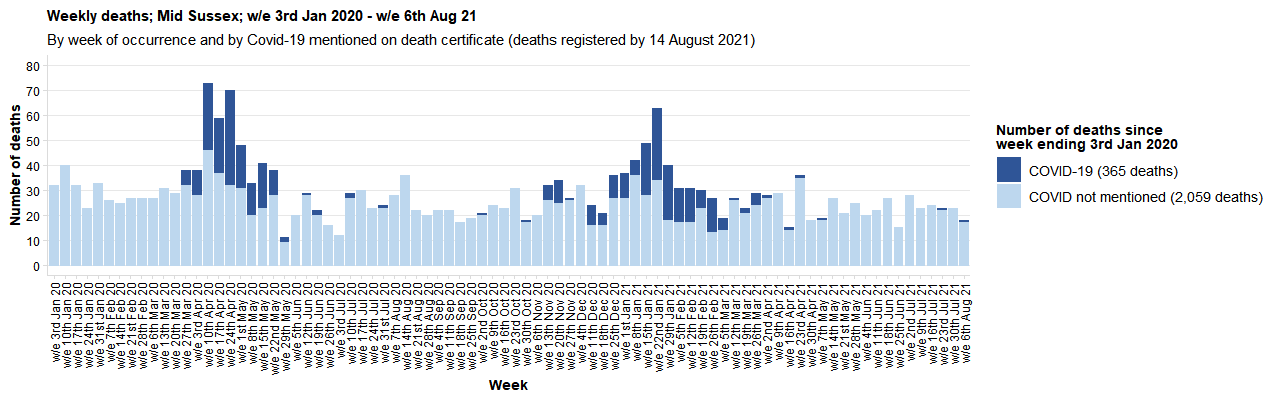 Weekly deaths; Mid Sussex; w/e 3rd Jan 2020 - w/e 6th Aug 21
By week of occurrence and by Covid-19 mentioned on death certificate (deaths registered by 14 August 2021)
Number of deaths
80
70
60
50
40
30
20
10
0
w/e 3rd Jan 20
w/e 10th Jan 20
w/e 17th Jan 20
w/e 24th Jan 20
w/e 31st Jan 20
w/e 7th Feb 20
w/e 14th Feb 20
w/e 21st Feb 20
w/e 28th Feb 20
w/e 6th Mar 20
w/e 13th Mar 20
w/e 20th Mar 20
w/e 27th Mar 20
w/e 3rd Apr 20
w/e 10th Apr 20
w/e 17th Apr 20
w/e 24th Apr 20
w/e 1st May 20
w/e 8th May 20
w/e 15th May 20
w/e 22nd May 20
w/e 29th May 20
w/e 5th Jun 20
w/e 12th Jun 20
w/e 19th Jun 20
w/e 26th Jun 20
w/e 3rd Jul 20
w/e 10th Jul 20
w/e 17th Jul 20
w/e 24th Jul 20
w/e 31st Jul 20
w/e 7th Aug 20
w/e 14th Aug 20
w/e 21st Aug 20
w/e 28th Aug 20
w/e 4th Sep 20
w/e 11th Sep 20
w/e 18th Sep 20
w/e 25th Sep 20
w/e 2nd Oct 20
w/e 9th Oct 20
w/e 16th Oct 20
w/e 23rd Oct 20
w/e 30th Oct 20
w/e 6th Nov 20
w/e 13th Nov 20
w/e 20th Nov 20
w/e 27th Nov 20
w/e 4th Dec 20
w/e 11th Dec 20
w/e 18th Dec 20
w/e 25th Dec 20
w/e 1st Jan 21
w/e 8th Jan 21
w/e 15th Jan 21
w/e 22nd Jan 21
w/e 29th Jan 21
w/e 5th Feb 21
w/e 12th Feb 21
w/e 19th Feb 21
w/e 26th Feb 21
w/e 5th Mar 21
w/e 12th Mar 21
w/e 19th Mar 21
w/e 26th Mar 21
w/e 2nd Apr 21
w/e 9th Apr 21
w/e 16th Apr 21
w/e 23rd Apr 21
w/e 30th Apr 21
w/e 7th May 21
w/e 14th May 21
w/e 21st May 21
w/e 28th May 21
w/e 4th Jun 21
w/e 11th Jun 21
w/e 18th Jun 21
w/e 25th Jun 21
w/e 2nd Jul 21
w/e 9th Jul 21
w/e 16th Jul 21
w/e 23rd Jul 21
w/e 30th Jul 21
w/e 6th Aug 21
Week
Number of deaths since
week ending 3rd Jan 2020
COVID-19 (365 deaths)
COVID not mentioned (2,059 deaths)